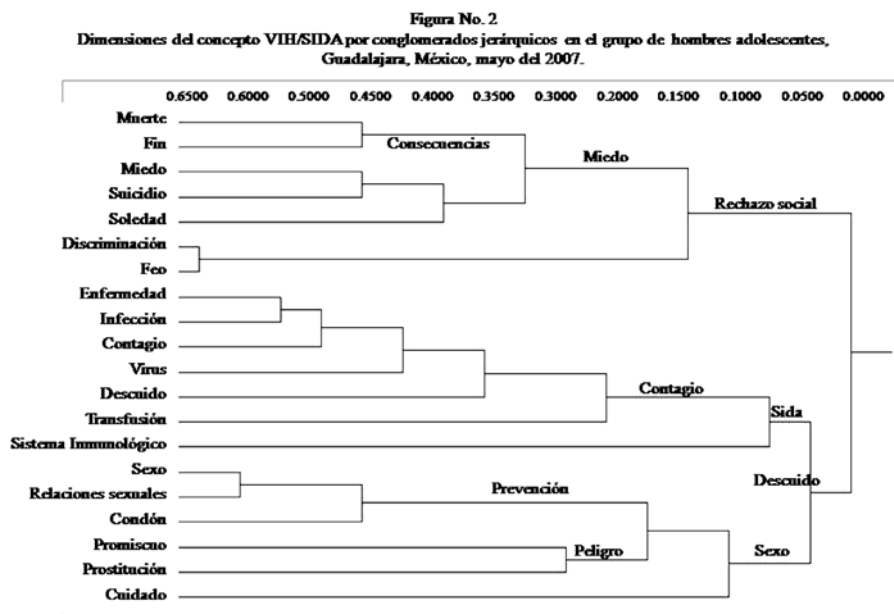 Figura No. 2
Dimensiones del concepto VIH/SIDA por conglomerados jerárquicos en el grupo de hombres adolescentes,
Guadalajara, México, mayo del 2007.
0.6500 0.6000 0.5000 0.4500 0.4000 0.3500 0.3000 0.2000 0.1500 0.1000 0.0500 0.0000
Muerte
Fin
Consecuencias
Miedo
Miedo
Suicidio
Soledad
Rechazo social
Discriminación
Feo
Enfermedad
Infección
Contagio
Virus
Descuido
Contagio
Transfusión
Sida
Sistema Inmunológico
Sexo
Descuido
Relaciones sexuales
Prevención
Condón
Promiscuo
Peligro
Sexo
Prostitución
Cuidado